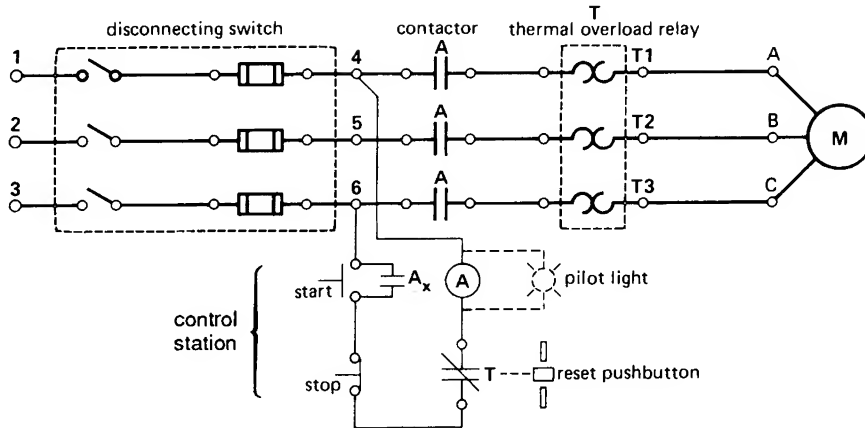 T
disconnecting switch
contactor
thermal overload relay
1
4
A
T1
A
2
5
A
T2
B
M
3
6
A
T3
C
start
Ax
A
pilot light
control
station
stop
T
reset pushbutton